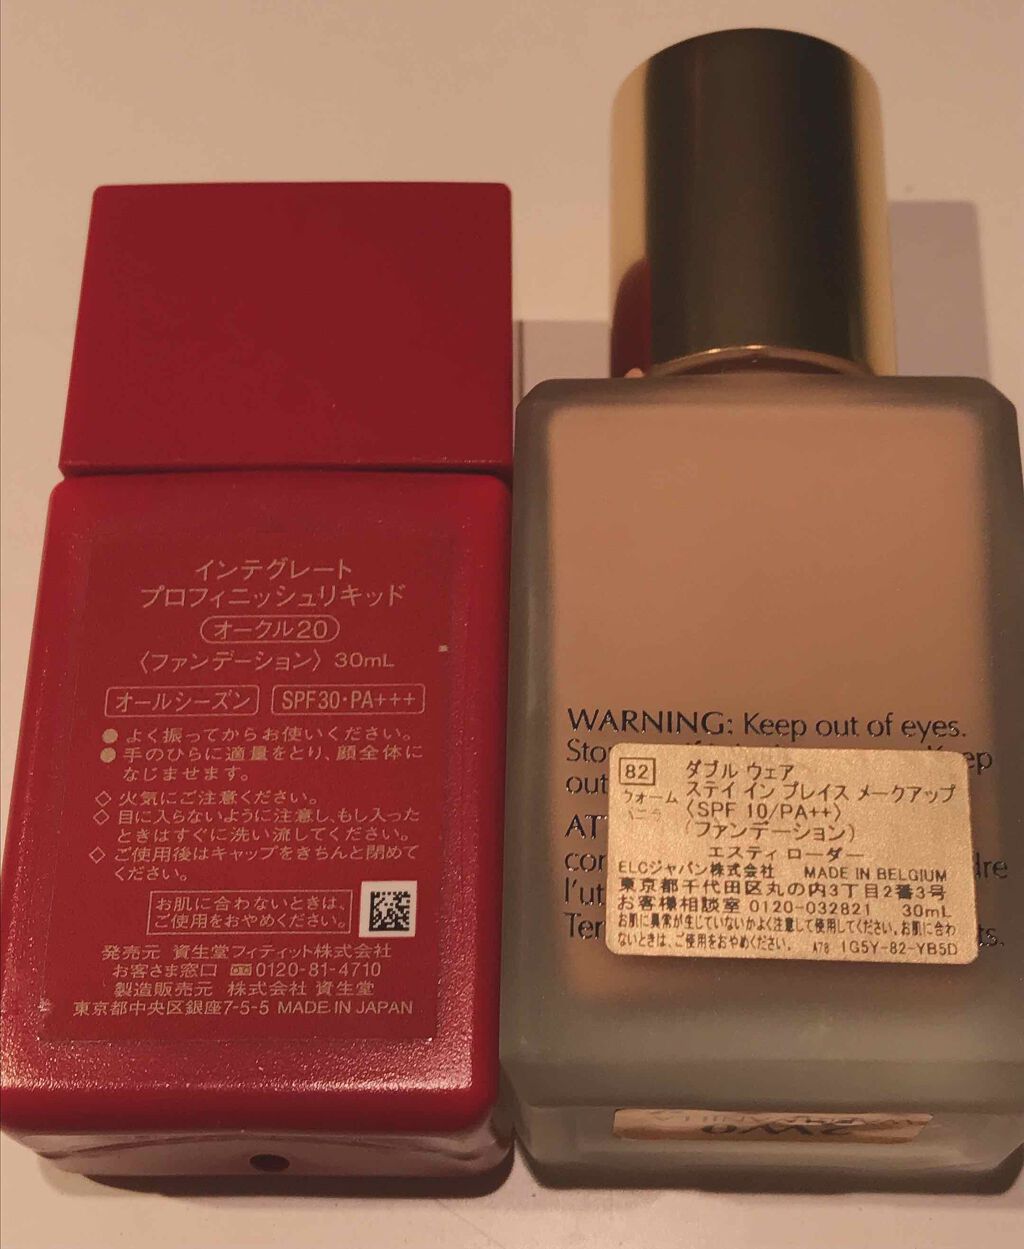 インテグレート
プロフィニッシュリキッド
オークル20
〈ファンデーション〉 30mL
オールシーズン SPF30・PA+++
● よく振ってからお使いください。
● 手のひらに適量をとり、顔全体に
なじませます。
◇ 火気にご注意ください。
◇ 目に入らないように注意し、もし入った
ときはすぐに洗い流してください。
◇ ご使用後はキャップをきちんと閉めて
ください。
お肌に合わないときは、
ご使用をおやめください。
発売元 資生堂フィティット株式会社
お客さま窓口 0120-81-4710
製造販売元 株式会社 資生堂
東京都中央区銀座7-5-5 MADE IN JAPAN
WARNING: Keep out of eyes.
82 ダブル ウェア
ウォーム ステイ イン プレイス メークアップ
バニラ 〈SPF 10/PA++〉
(ファンデーション)
エスティ ローダー
ELCジャパン株式会社 MADE IN BELGIUM
東京都千代田区丸の内3丁目2番3号
お客様相談室 0120-032821 30mL
お肌に異常が生じていないかよく注意して使用してください。お肌に合わ
ないときは、ご使用をおやめください。 A78 1G5Y-82-YB5D
2W0